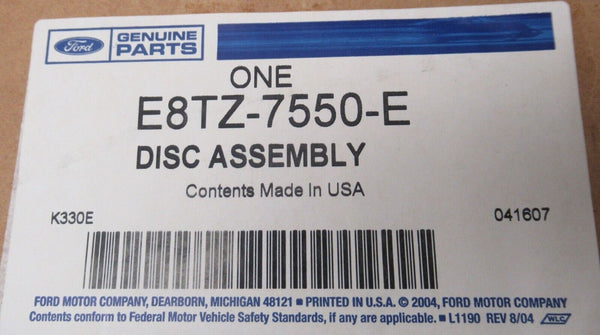 Ford
GENUINE
PARTS
ONE
E8TZ-7550-E
DISC ASSEMBLY
Contents Made In USA
K330E 041607
FORD MOTOR COMPANY, DEARBORN, MICHIGAN 48121 ■ PRINTED IN U.S.A. © 2004, FORD MOTOR COMPANY
Contents conform to Federal Motor Vehicle Safety Standards, if any are applicable. ■ L1190 REV 8/04 WLC